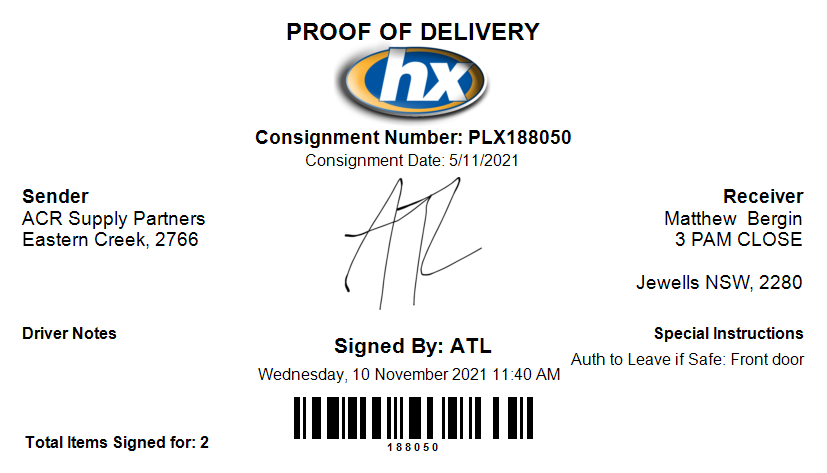 PROOF OF DELIVERY
hx
Consignment Number: PLX188050
Consignment Date: 5/11/2021
Sender
ACR Supply Partners
Eastern Creek, 2766
ATL
Receiver
Matthew Bergin
3 PAM CLOSE
Jewells NSW, 2280
Driver Notes
Signed By: ATL
Wednesday, 10 November 2021 11:40 AM
Special Instructions
Auth to Leave if Safe: Front door
188050
Total Items Signed for: 2